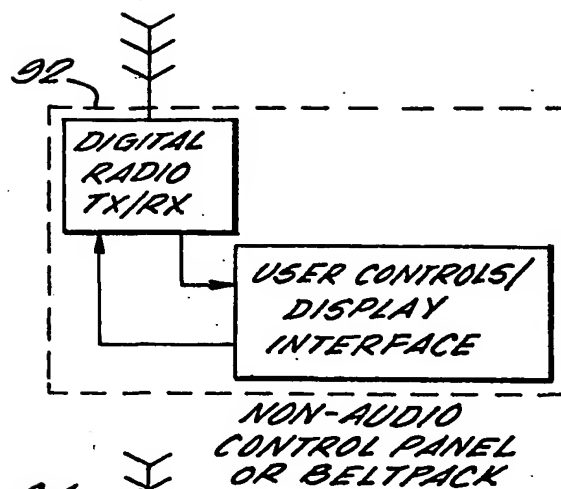 92
DIGITAL
RADIO
TX/RX
USER CONTROLS/
DISPLAY
INTERFACE
NON-AUDIO
CONTROL PANEL
OR BELTPACK